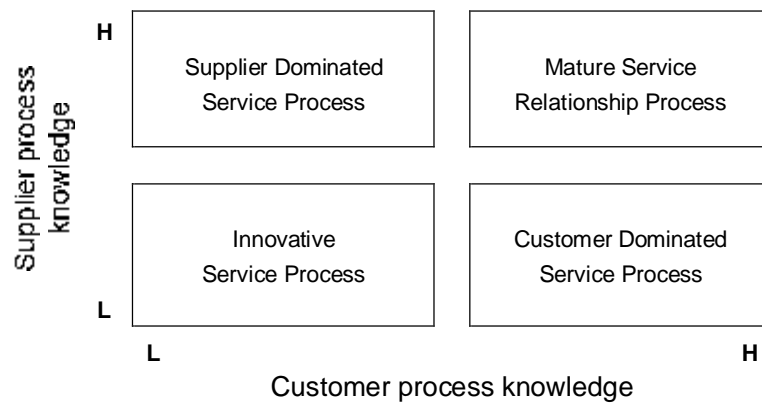 H
Supplier Dominated
Service Process
Mature Service
Relationship Process
Supplier process
knowledge
Innovative
Service Process
Customer Dominated
Service Process
L
L
H
Customer process knowledge